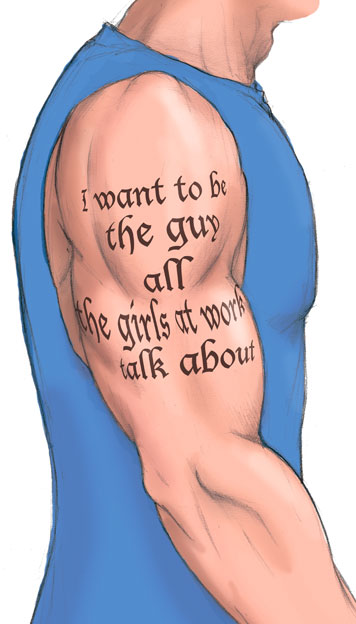 I want to be
the guy
all
the girls at work
talk about